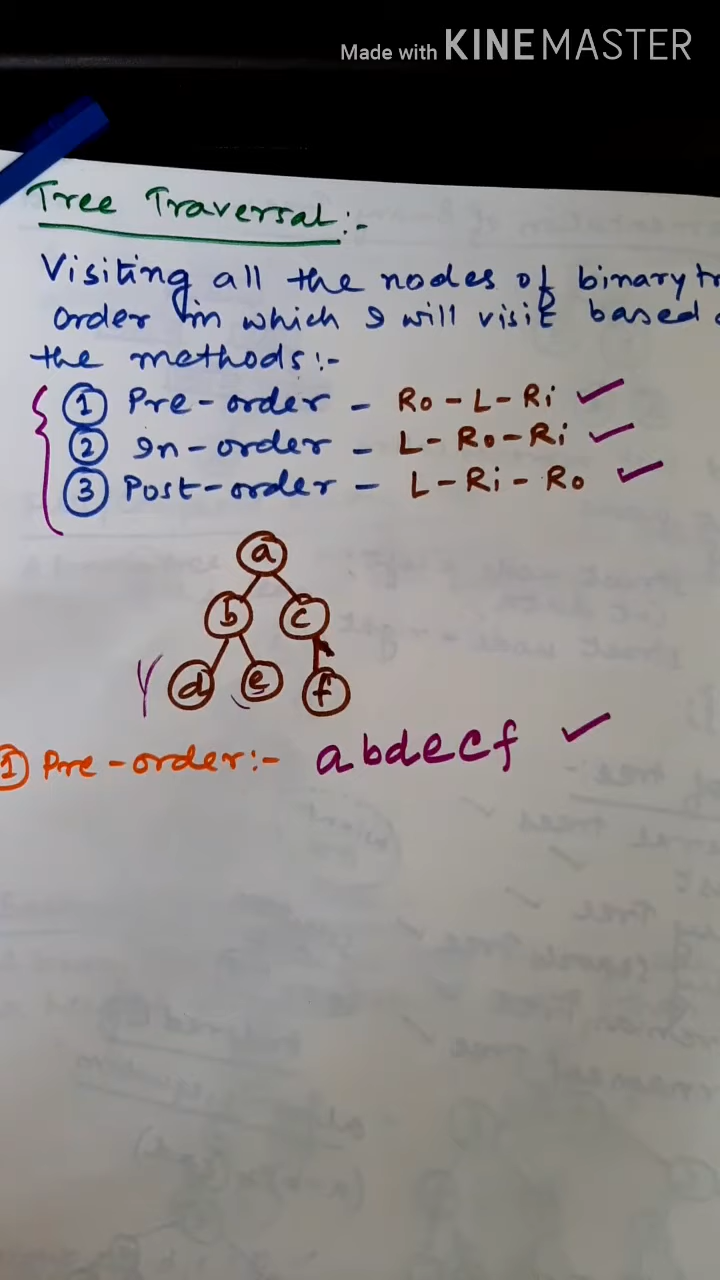 Made with KINEMASTER
Tree Traversal:-
Visiting all the nodes of binary tr
order in which I will visit based
the methods:-
① Pre-order - Ro-L-Ri ✓
② In-order - L-Ro-Ri ✓
③ Post-order - L-Ri-Ro ✓
a
b c
d e f
① Pre-order:- abdecf ✓